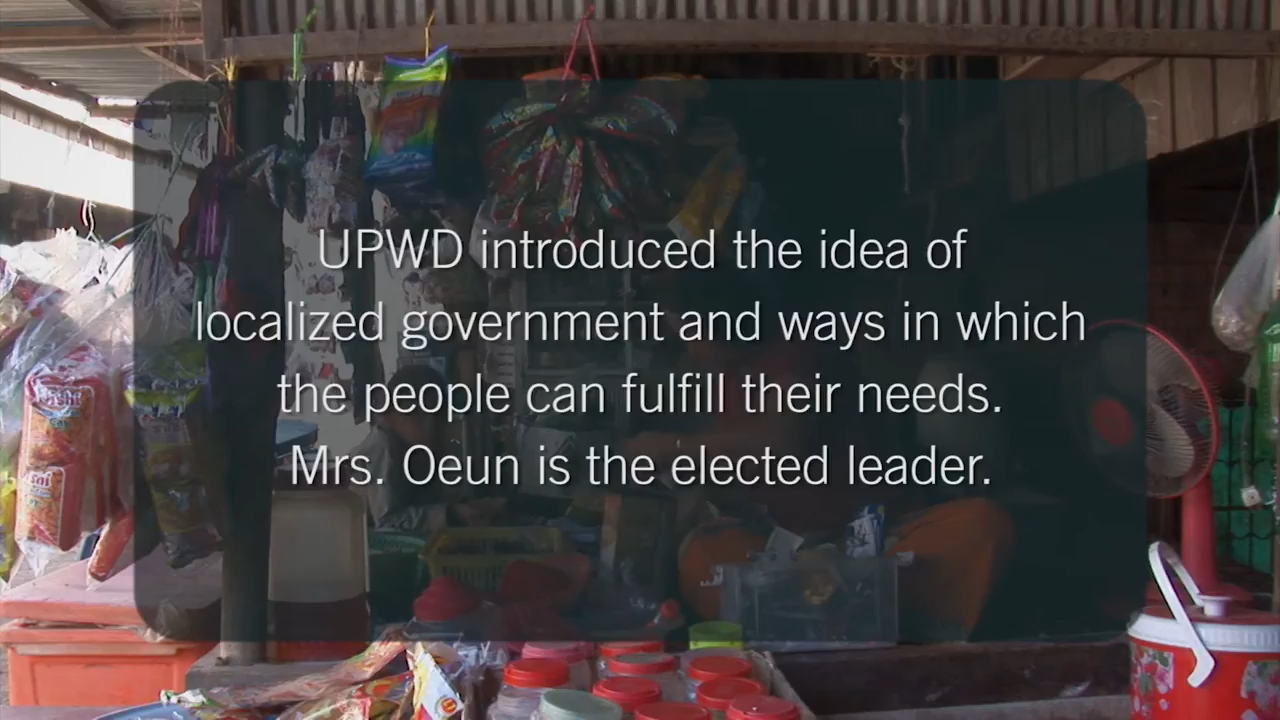 UPWD introduced the idea of
localized government and ways in which
the people can fulfill their needs.
Mrs. Oeun is the elected leader.